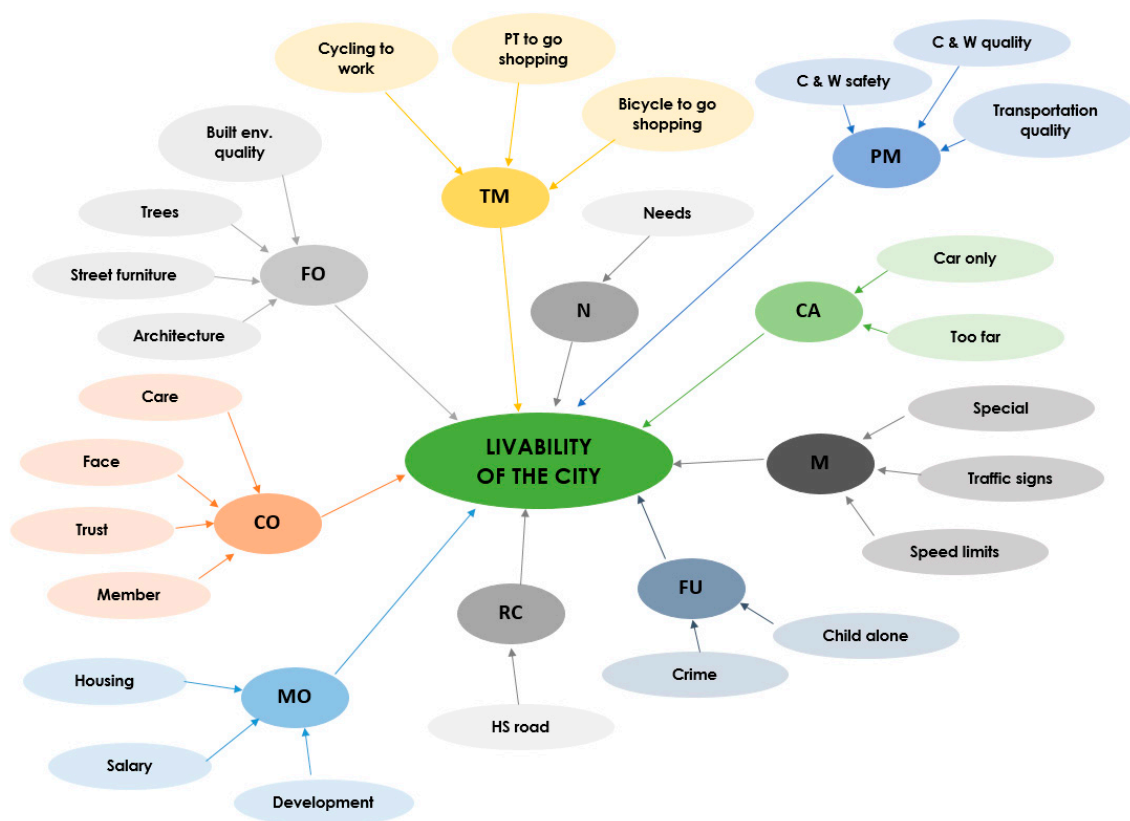 C & W quality
PT to go
shopping
Cycling to
work
C & W safety
Bicycle to go
shopping
Transportation
quality
Built env.
quality
PM
TM
Trees
Needs
Car only
Street furniture
FO
N
CA
Architecture
Too far
Care
Special
LIVABILITY
OF THE CITY
Face
M
Traffic signs
CO
Trust
Speed limits
Member
FU
RC
Child alone
Crime
Housing
MO
HS road
Salary
Development